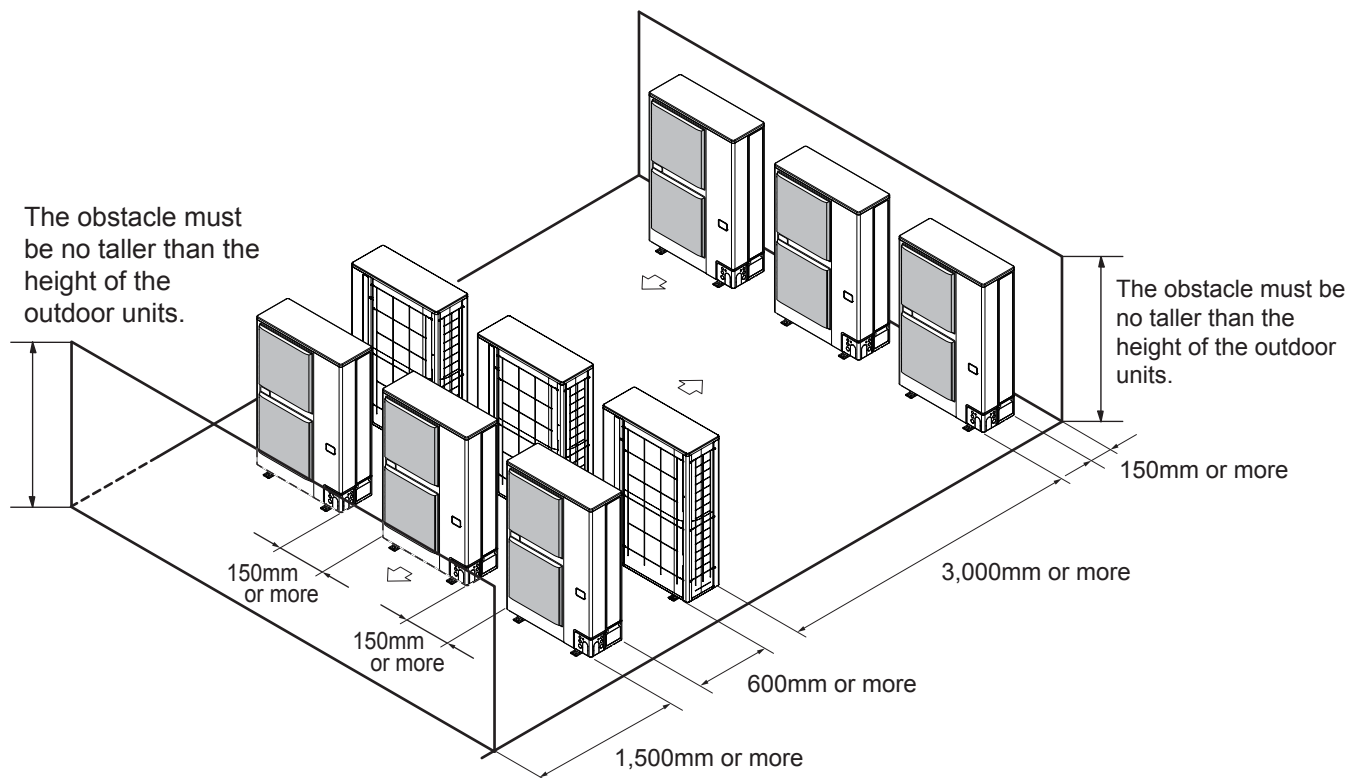 The obstacle must
be no taller than the
height of the
outdoor units.
The obstacle must be
no taller than the
height of the outdoor
units.
150mm or more
3,000mm or more
150mm
or more
150mm
or more
600mm or more
1,500mm or more